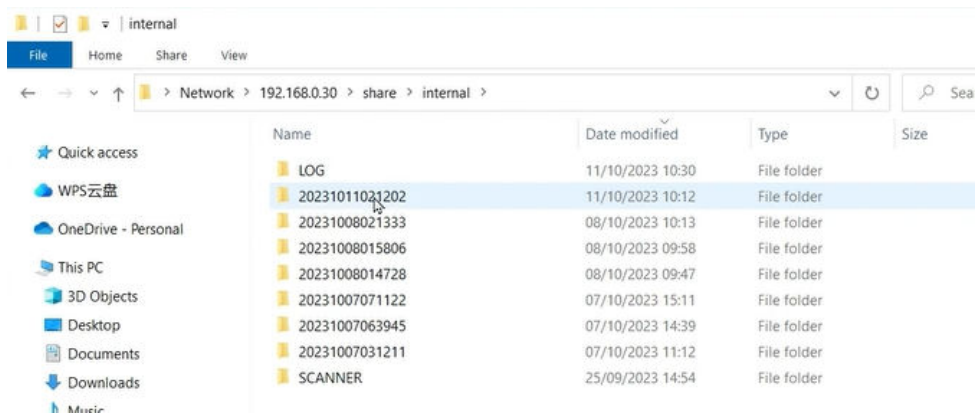 internal
File Home Share View
Network > 192.168.0.30 > share > internal > Sea
Name Date modified Type Size
Quick access
WPS云盘
OneDrive - Personal
This PC
3D Objects
Desktop
Documents
Downloads
Music
LOG 11/10/2023 10:30 File folder
20231011021202 11/10/2023 10:12 File folder
20231008021333 08/10/2023 10:13 File folder
20231008015806 08/10/2023 09:58 File folder
20231008014728 08/10/2023 09:47 File folder
20231007071122 07/10/2023 15:11 File folder
20231007063945 07/10/2023 14:39 File folder
20231007031211 07/10/2023 11:12 File folder
SCANNER 25/09/2023 14:54 File folder